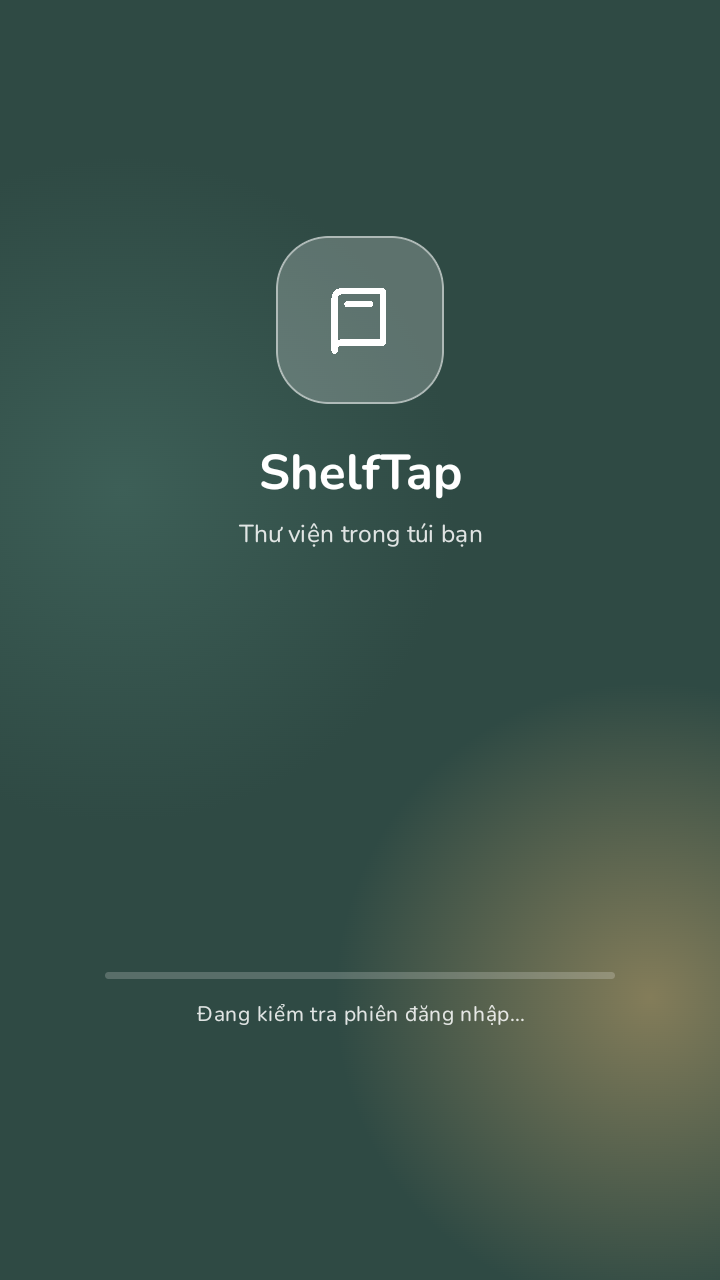 ShelfTap
Thư viện trong túi bạn
Đang kiểm tra phiên đăng nhập...